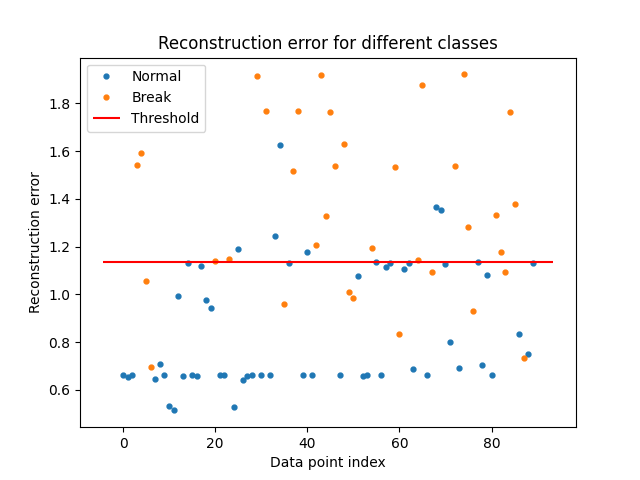 Reconstruction error for different classes
Normal
Break
Threshold
1.8
1.6
1.4
1.2
1.0
0.8
0.6
Reconstruction error
0 20 40 60 80
Data point index